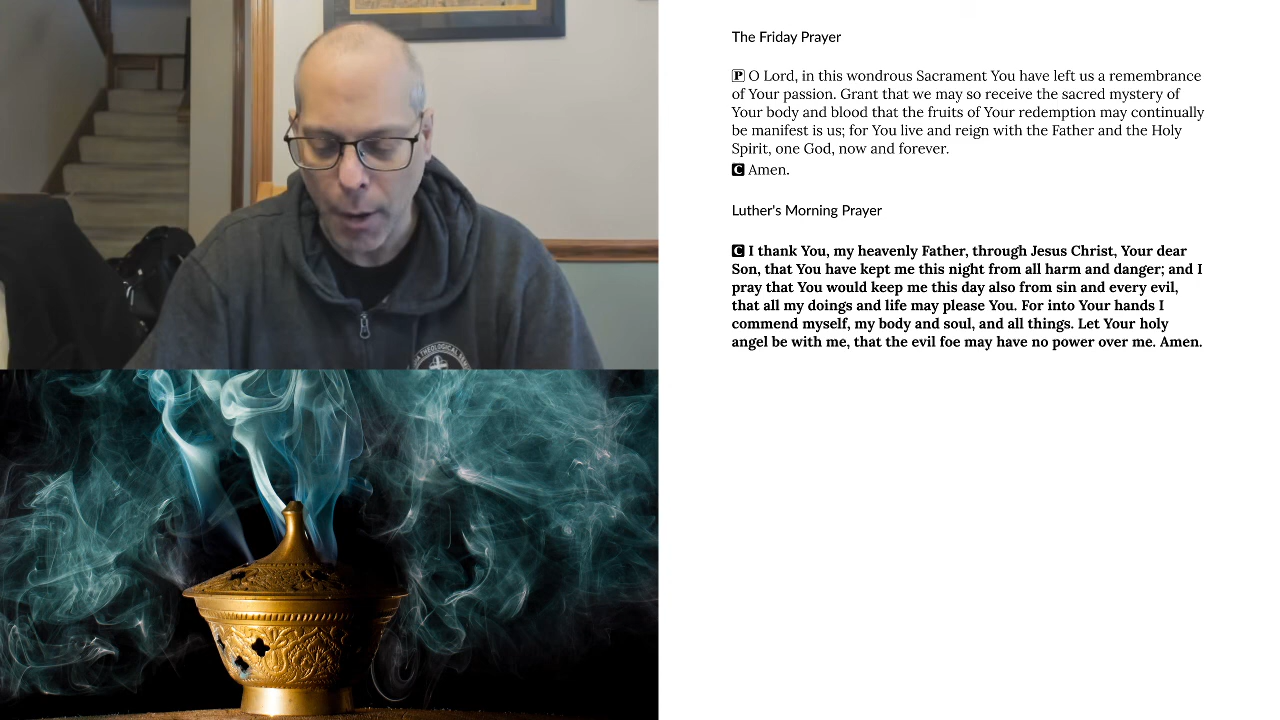 The Friday Prayer
P O Lord, in this wondrous Sacrament You have left us a remembrance
of Your passion. Grant that we may so receive the sacred mystery of
Your body and blood that the fruits of Your redemption may continually
be manifest is us; for You live and reign with the Father and the Holy
Spirit, one God, now and forever.
C Amen.
Luther's Morning Prayer
C I thank You, my heavenly Father, through Jesus Christ, Your dear
Son, that You have kept me this night from all harm and danger; and I
pray that You would keep me this day also from sin and every evil,
that all my doings and life may please You. For into Your hands I
commend myself, my body and soul, and all things. Let Your holy
angel be with me, that the evil foe may have no power over me. Amen.
THEOLOGICAL